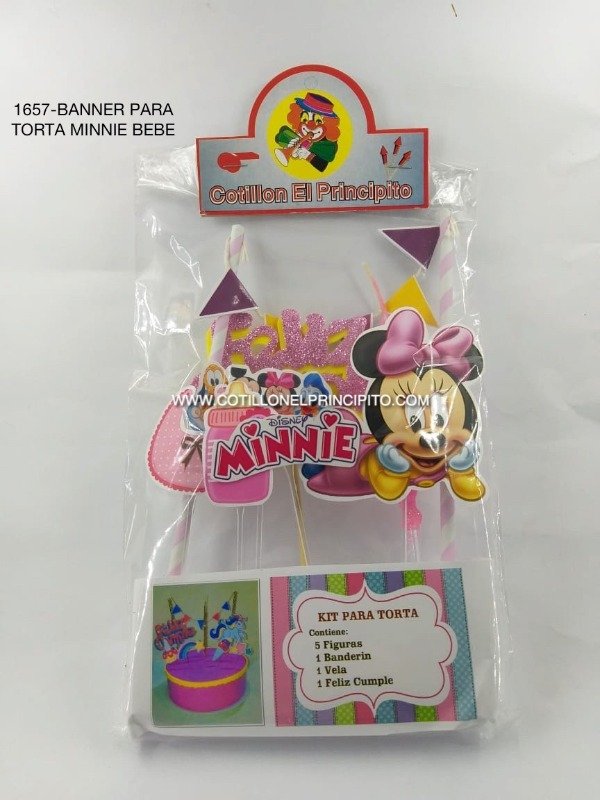 1657-BANNER PARA
TORTA MINNIE BEBE
Cotillon El Principito
Feliz
WWW.COTILLONELPRINCIPITO.COM
DISNEY
MINNIE
KIT PARA TORTA
Contiene:
5 Figuras
1 Banderin
1 Vela
1 Feliz Cumple